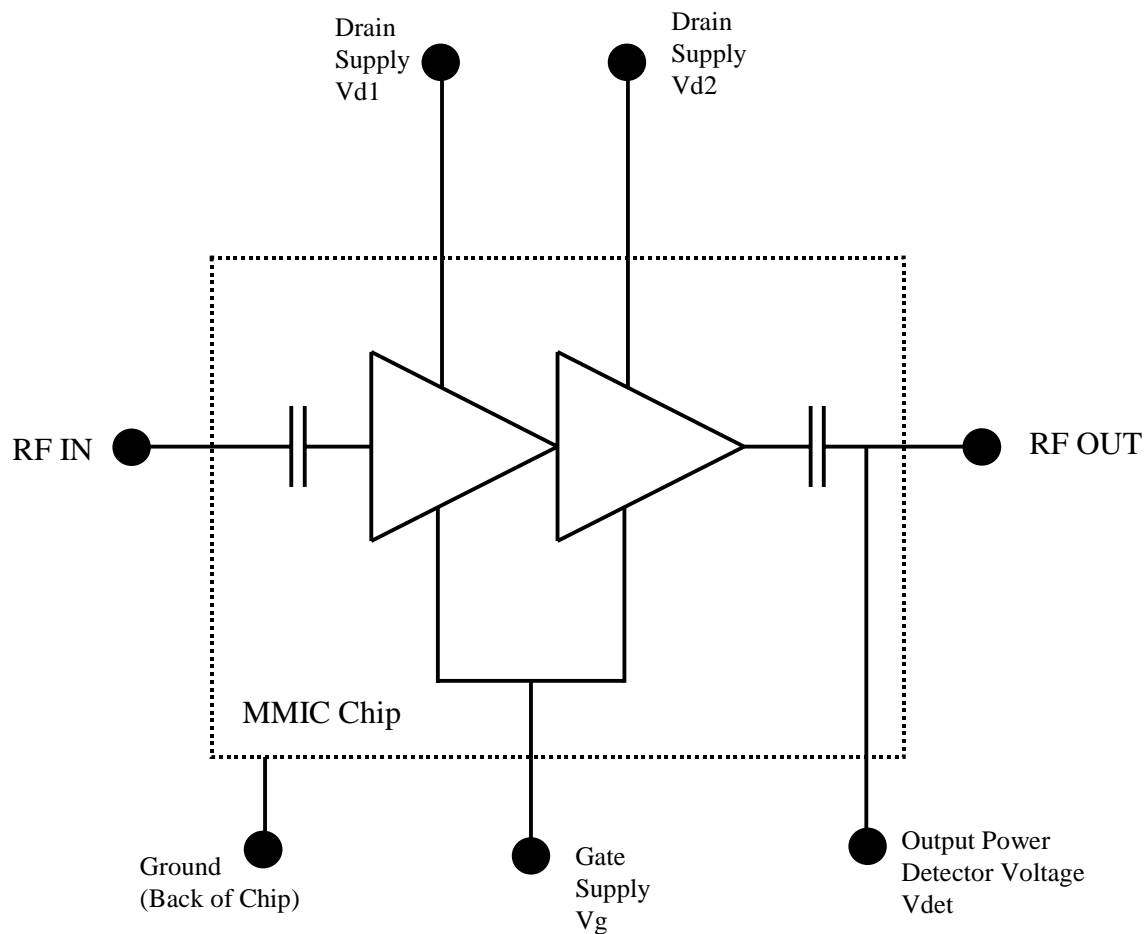 Drain
Supply
Vd1
Drain
Supply
Vd2
RF IN
RF OUT
MMIC Chip
Ground
(Back of Chip)
Gate
Supply
Vg
Output Power
Detector Voltage
Vdet